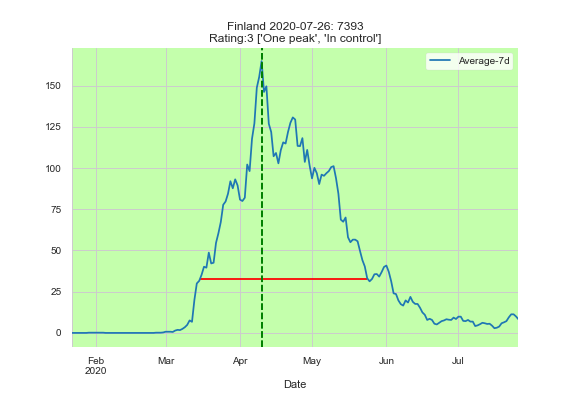 Finland 2020-07-26: 7393
Rating:3 ['One peak', 'In control']
Average-7d
150
125
100
75
50
25
0
Feb
2020
Mar
Apr
May
Jun
Jul
Date